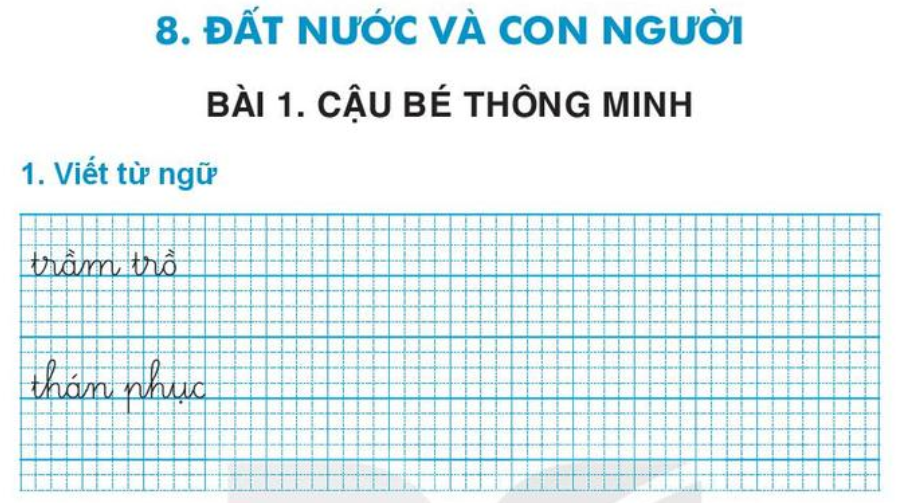 8. ĐẤT NƯỚC VÀ CON NGƯỜI
BÀI 1. CẬU BÉ THÔNG MINH
1. Viết từ ngữ
trầm trồ
thán phục